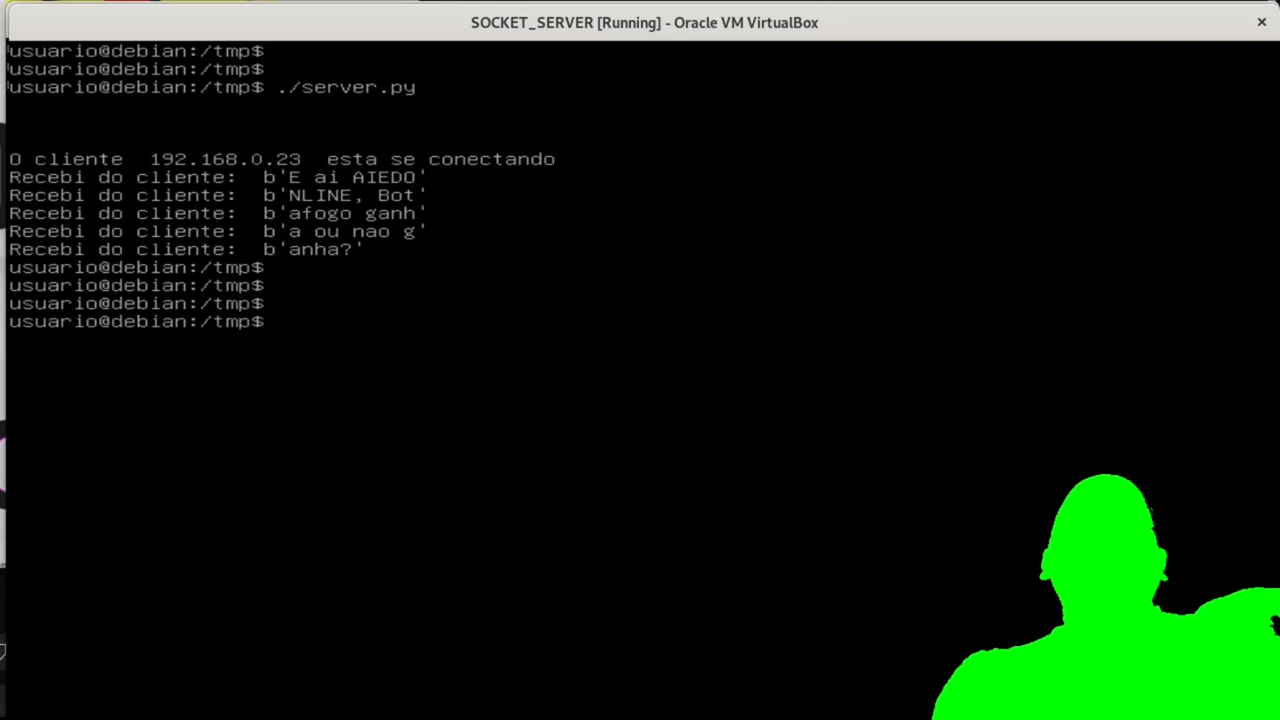 SOCKET_SERVER [Running] - Oracle VM VirtualBox
usuario@debian:/tmp$
usuario@debian:/tmp$
usuario@debian:/tmp$ ./server.py
O cliente  192.168.0.23  esta se conectando
Recebi do cliente:  b'E ai AIEDO'
Recebi do cliente:  b'NLINE, Bot'
Recebi do cliente:  b'afogo ganh'
Recebi do cliente:  b'a ou nao g'
Recebi do cliente:  b'anha?'
usuario@debian:/tmp$
usuario@debian:/tmp$
usuario@debian:/tmp$
usuario@debian:/tmp$